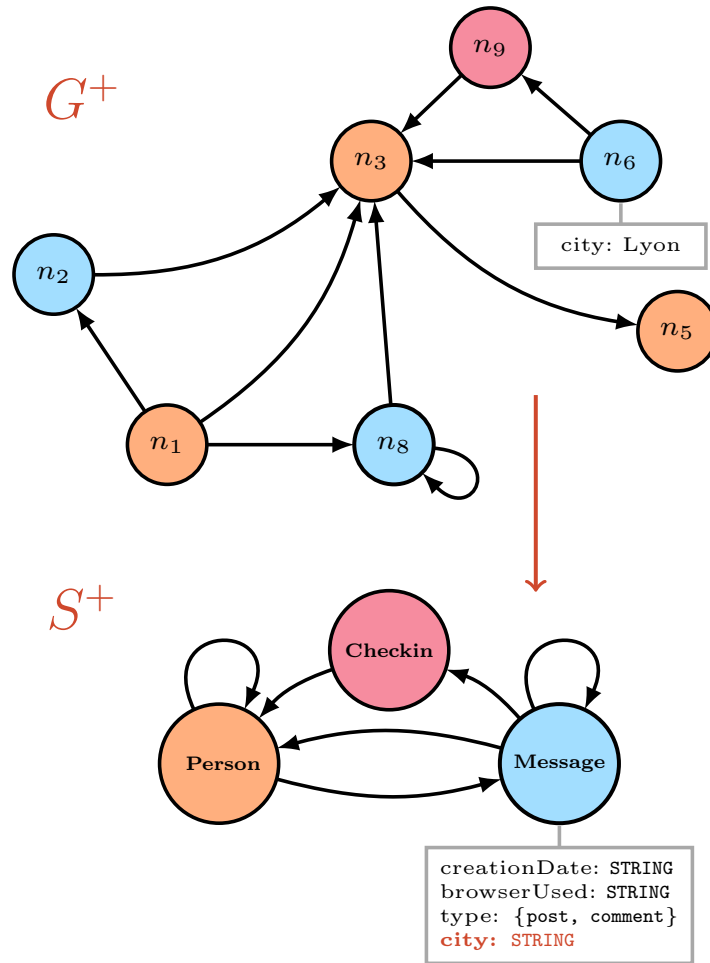 n₉
G⁺
n₃
n₆
city: Lyon
n₂
n₅
n₁
n₈
S⁺
Checkin
Person
Message
creationDate: STRING
browserUsed: STRING
type: {post, comment}
city: STRING